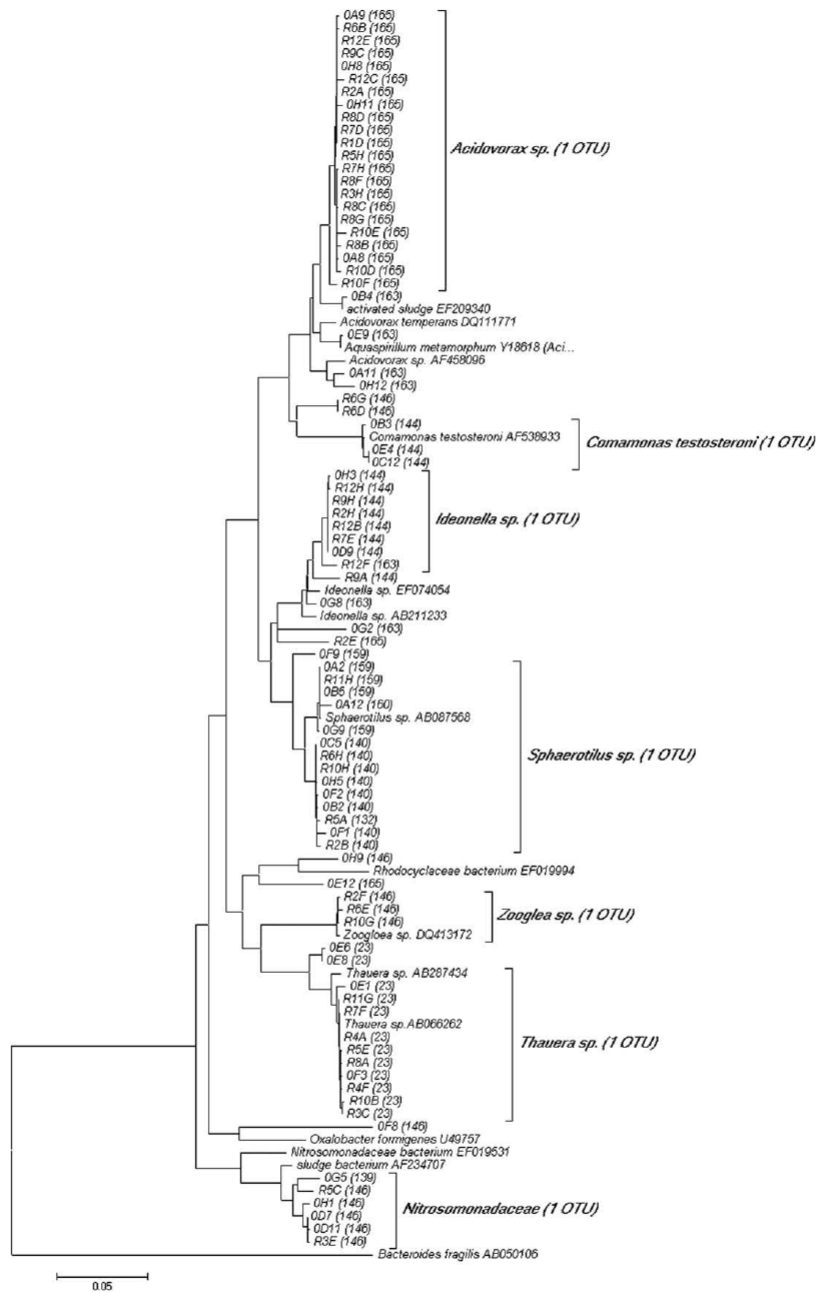 0A9 (165)
R6B (165)
R12E (165)
R9C (165)
0H8 (165)
R12C (165)
R2A (165)
0H11 (165)
R8D (165)
R7D (165)
R1D (165)
R5H (165)
R7H (165)
R8F (165)
R3H (165)
R8C (165)
R8G (165)
R10E (165)
R8B (165)
0A8 (165)
R10D (165)
R10F (165)
Acidovorax sp. (1 OTU)
0B4 (163)
activated sludge EF209340
Acidovorax temperans DQ111771
0E9 (163)
Aquaspirillum metamorphum Y18618 (Aci...
Acidovorax sp. AF458096
0A11 (163)
0H12 (163)
R6G (146)
R6D (146)
0B3 (144)
Comamonas testosteroni AF538933
0E4 (144)
0C12 (144)
Comamonas testosteroni (1 OTU)
0H3 (144)
R12H (144)
R9H (144)
R2H (144)
R12B (144)
R7E (144)
0D9 (144)
R12F (163)
Ideonella sp. (1 OTU)
R9A (144)
Ideonella sp. EF074054
0G8 (163)
Ideonella sp. AB211233
0G2 (163)
R2E (165)
0F9 (159)
0A2 (159)
R11H (159)
0B5 (159)
0A12 (160)
Sphaerotilus sp. AB087568
0G9 (159)
0C5 (140)
R6H (140)
R10H (140)
0H5 (140)
0F2 (140)
0B2 (140)
R5A (132)
0F1 (140)
R2B (140)
Sphaerotilus sp. (1 OTU)
0H9 (146)
Rhodocyclaceae bacterium EF019994
0E12 (165)
R2F (146)
R6E (146)
R10G (146)
Zoogloea sp. DQ413172
Zooglea sp. (1 OTU)
0E6 (23)
0E8 (23)
Thauera sp. AB287434
0E1 (23)
R11G (23)
R7F (23)
Thauera sp.AB066262
R4A (23)
R5E (23)
R8A (23)
0F3 (23)
R4F (23)
R10B (23)
R3C (23)
Thauera sp. (1 OTU)
0F8 (146)
Oxalobacter formigenes U49757
Nitrosomonadaceae bacterium EF019531
sludge bacterium AF234707
0G5 (139)
R5C (146)
0H1 (146)
0D7 (146)
0D11 (146)
R3E (146)
Nitrosomonadaceae (1 OTU)
Bacteroides fragilis AB050106
0.05